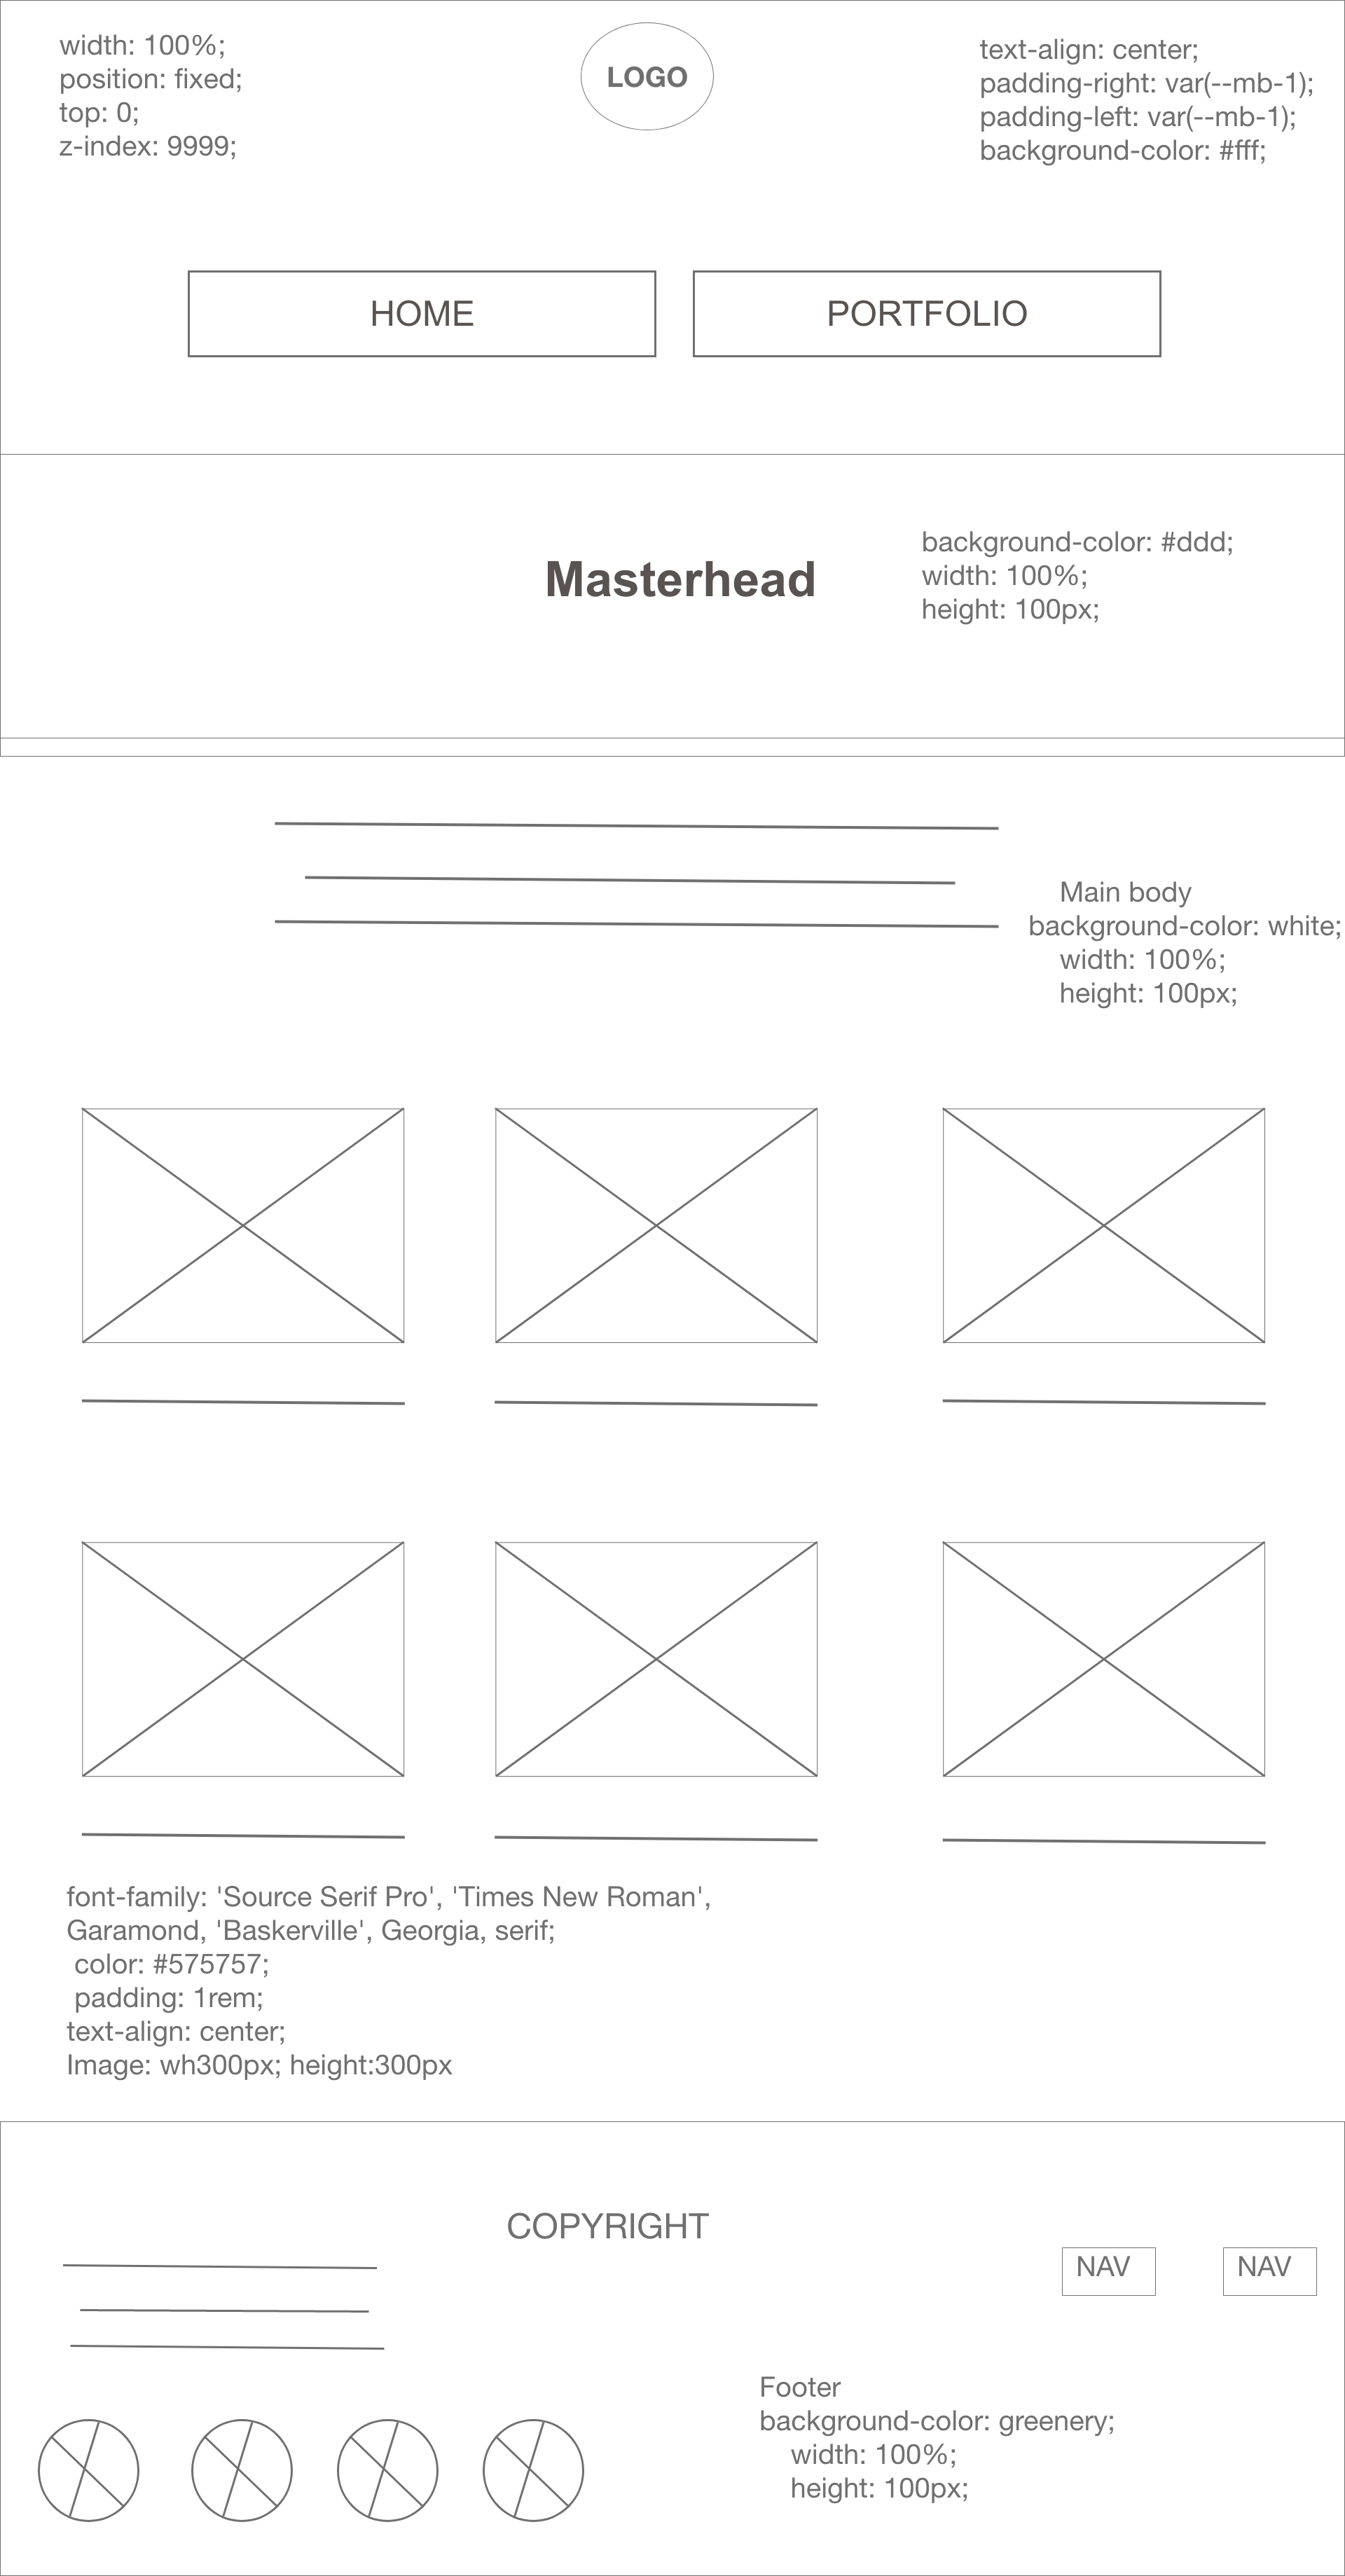 width: 100%;
position: fixed;
top: 0;
z-index: 9999;
LOGO
text-align: center;
padding-right: var(--mb-1);
padding-left: var(--mb-1);
background-color: #fff;
HOME
PORTFOLIO
Masterhead
background-color: #ddd;
width: 100%;
height: 100px;
Main body
background-color: white;
width: 100%;
height: 100px;
font-family: 'Source Serif Pro', 'Times New Roman',
Garamond, 'Baskerville', Georgia, serif;
color: #575757;
padding: 1rem;
text-align: center;
Image: wh300px; height:300px
COPYRIGHT
NAV
NAV
Footer
background-color: greenery;
width: 100%;
height: 100px;